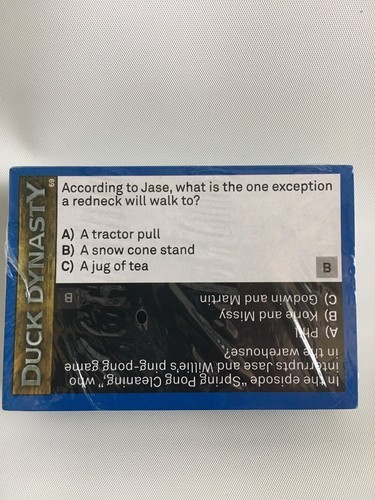 DUCK DYNASTY
69
According to Jase, what is the one exception
a redneck will walk to?
A) A tractor pull
B) A snow cone stand
C) A jug of tea
B
In the episode "Spring Pong Cleaning," who
interrupts Jase and Willie's ping-pong game
in the warehouse?
A) Phil
B) Korie and Missy
C) Godwin and Martin
B